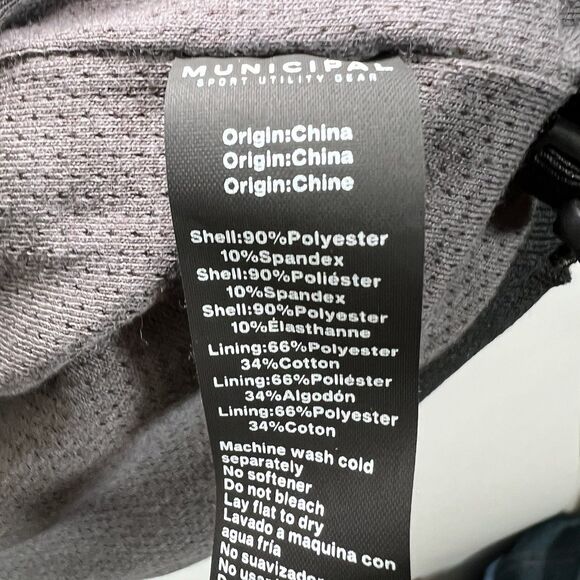 MUNICIPAL
SPORT UTILITY GEAR
Origin:China
Origin:China
Origin:Chine
Shell:90%Polyester
10%Spandex
Shell:90%Poliéster
10%Spandex
Shell:90%Polyester
10%Élasthanne
Lining:66%Polyester
34%Cotton
Lining:66%Poliéster
34%Algodón
Lining:66%Polyester
34%Coton
Machine wash cold
separately
No softener
Do not bleach
Lay flat to dry
Lavado a maquina con
agua fría
No suavizador